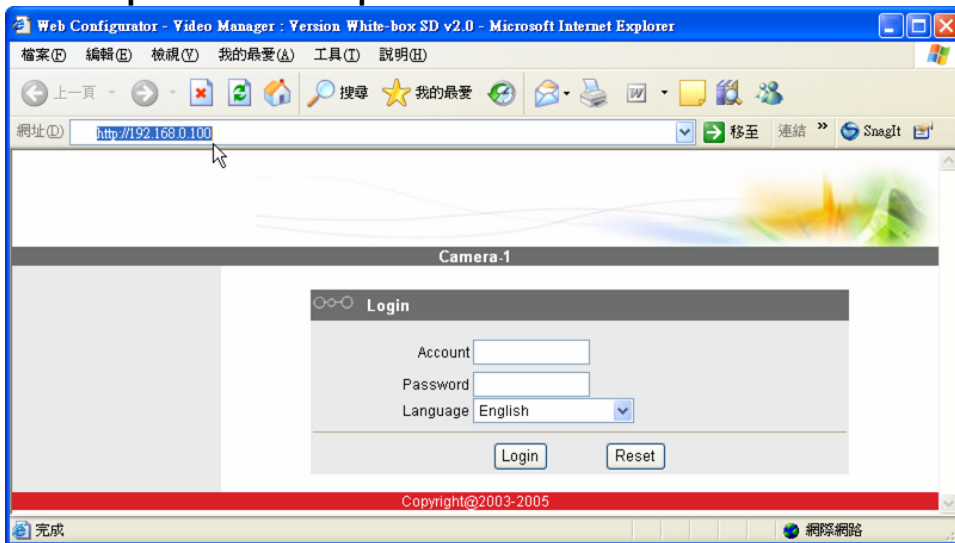 Web Configurator - Video Manager : Version White-box SD v2.0 - Microsoft Internet Explorer
檔案(F) 編輯(E) 檢視(V) 我的最愛(A) 工具(T) 說明(H)
上一頁 搜尋 我的最愛
網址(D) http://192.168.0.100 移至 連結 » SnagIt
Camera-1
Login
Account
Password
Language English
Login Reset
Copyright@2003-2005
完成 網際網路